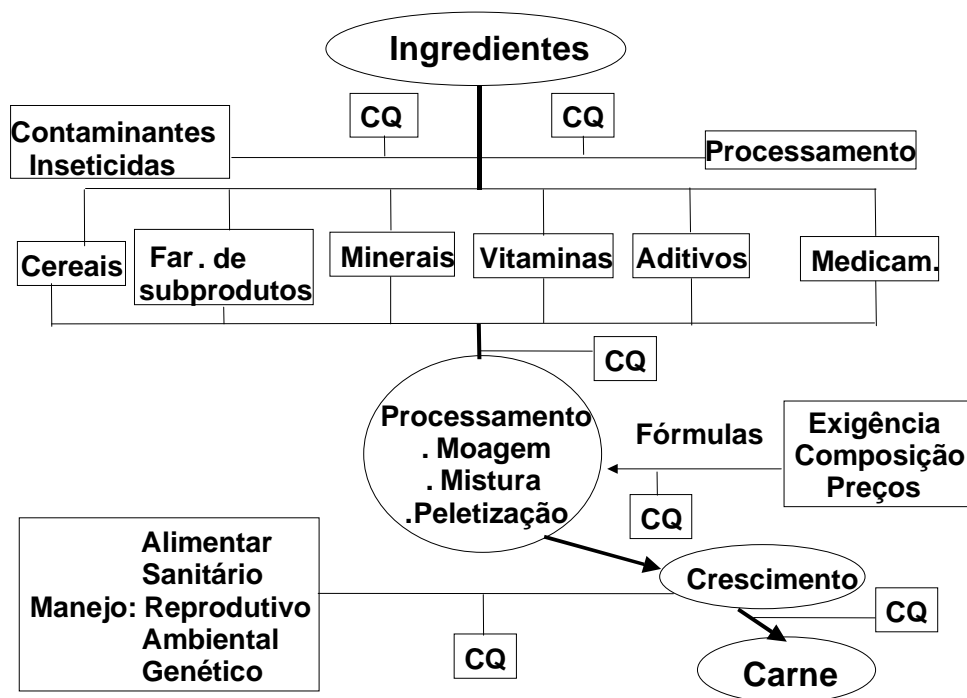 Ingredientes
CQ
CQ
Contaminantes
Inseticidas
Processamento
Cereais
Far . de
subprodutos
Minerais
Vitaminas
Aditivos
Medicam.
CQ
Processamento
. Moagem
. Mistura
.Peletização
Fórmulas
CQ
Exigência
Composição
Preços
Alimentar
Sanitário
Manejo: Reprodutivo
Ambiental
Genético
CQ
Crescimento
CQ
Carne